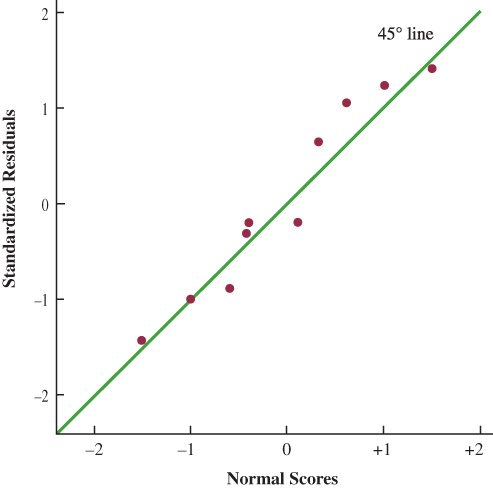 2
45° line
1
0
–1
–2
Standardized Residuals
–2 –1 0 +1 +2
Normal Scores